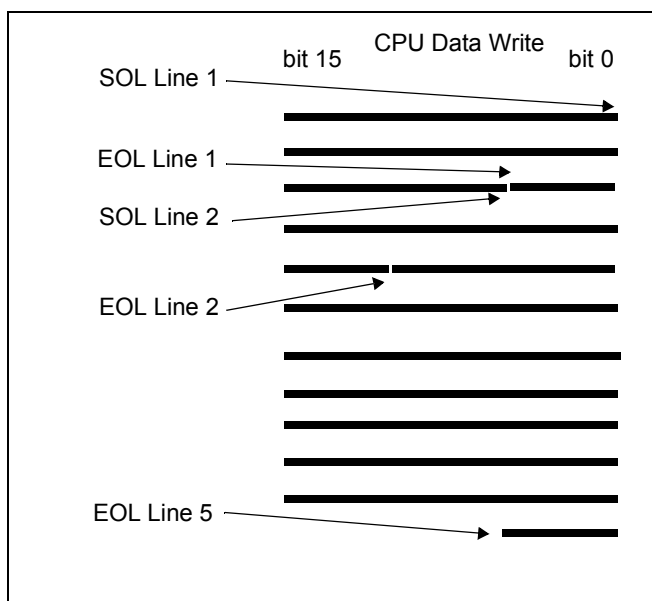 CPU Data Write
bit 15
bit 0
SOL Line 1
EOL Line 1
SOL Line 2
EOL Line 2
EOL Line 5